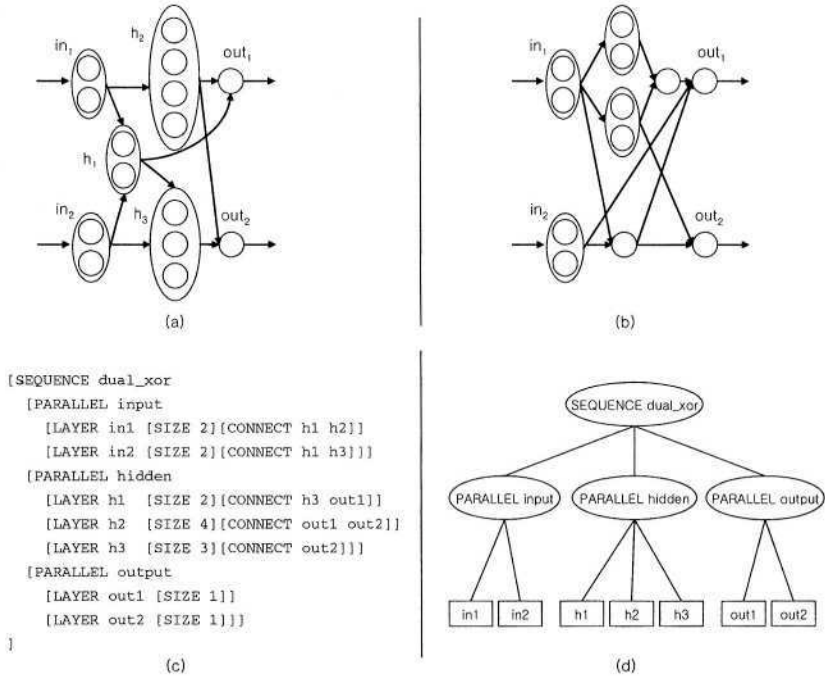 in1
h2
out1
h1
in2
h3
out2
(a)
in1
out1
in2
out2
(b)
[SEQUENCE dual_xor
[PARALLEL input
[LAYER in1 [SIZE 2][CONNECT h1 h2]]
[LAYER in2 [SIZE 2][CONNECT h1 h3]]]
[PARALLEL hidden
[LAYER h1 [SIZE 2][CONNECT h3 out1]]
[LAYER h2 [SIZE 4][CONNECT out1 out2]]
[LAYER h3 [SIZE 3][CONNECT out2]]]
[PARALLEL output
[LAYER out1 [SIZE 1]]
[LAYER out2 [SIZE 1]]]
]
(c)
SEQUENCE dual_xor
PARALLEL input PARALLEL hidden PARALLEL output
in1 in2 h1 h2 h3 out1 out2
(d)